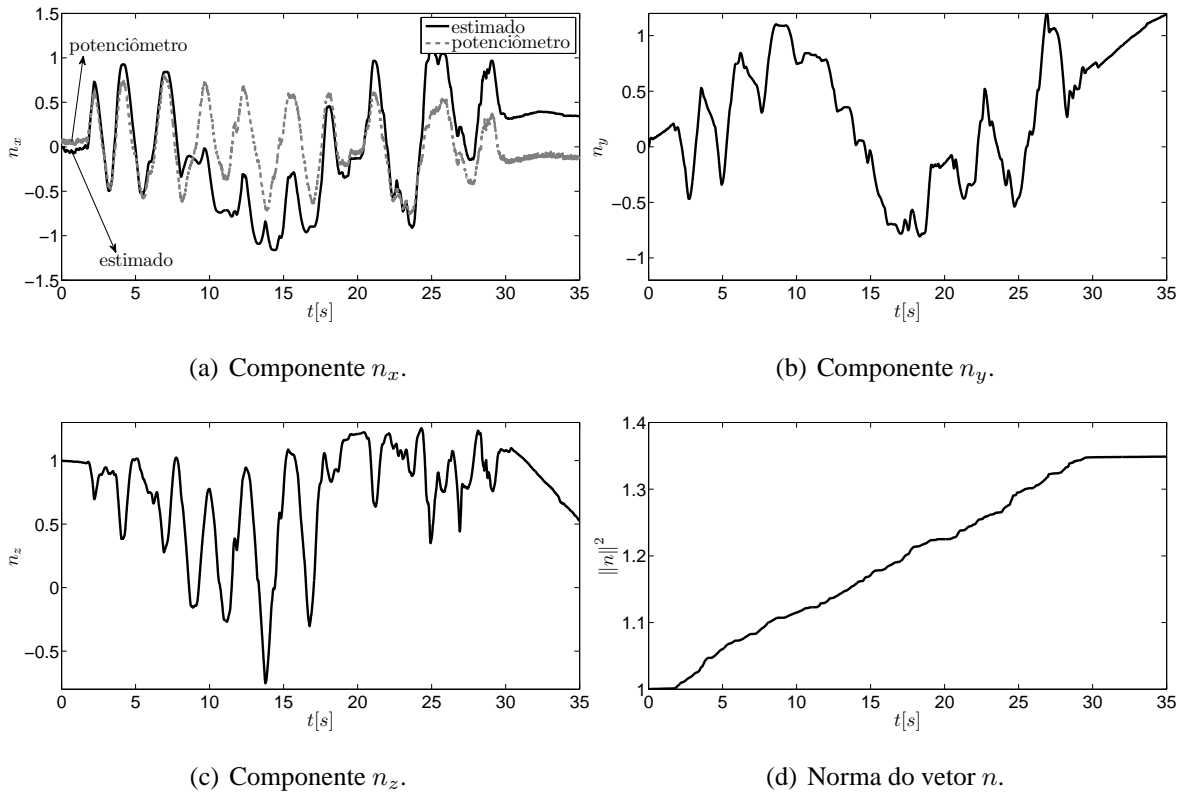 1.5
1
0.5
0
−0.5
−1
−1.5
n_x
potenciômetro
estimado
estimado
potenciômetro
0 5 10 15 20 25 30 35
t[s]
(a) Componente n_x.
1
0.5
0
−0.5
−1
n_y
0 5 10 15 20 25 30 35
t[s]
(b) Componente n_y.
1
0.5
0
−0.5
n_z
0 5 10 15 20 25 30 35
t[s]
(c) Componente n_z.
1.4
1.3
1.2
1.1
1
‖n‖²
0 5 10 15 20 25 30 35
t[s]
(d) Norma do vetor n.